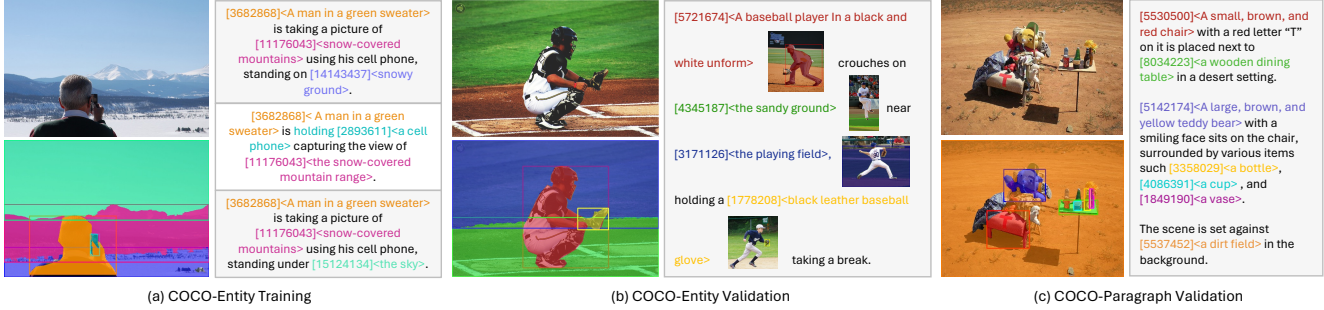 [3682868]<A man in a green sweater>
is taking a picture of
[11176043]<snow-covered
mountains> using his cell phone,
standing on [14143437]<snowy
ground>.
[3682868]< A man in a green
sweater> is holding [2893611]<a cell
phone> capturing the view of
[11176043]<the snow-covered
mountain range>.
[3682868]<A man in a green sweater>
is taking a picture of
[11176043]<snow-covered
mountains> using his cell phone,
standing under [15124134]<the sky>.
(a) COCO-Entity Training
[5721674]<A baseball player In a black and
white unform> crouches on
[4345187]<the sandy ground> near
[3171126]<the playing field>,
holding a [1778208]<black leather baseball
glove> taking a break.
(b) COCO-Entity Validation
[5530500]<A small, brown, and
red chair> with a red letter “T”
on it is placed next to
[8034223]<a wooden dining
table> in a desert setting.
[5142174]<A large, brown, and
yellow teddy bear> with a
smiling face sits on the chair,
surrounded by various items
such [3358029]<a bottle>,
[4086391]<a cup> , and
[1849190]<a vase>.
The scene is set against
[5537452]<a dirt field> in the
background.
(c) COCO-Paragraph Validation